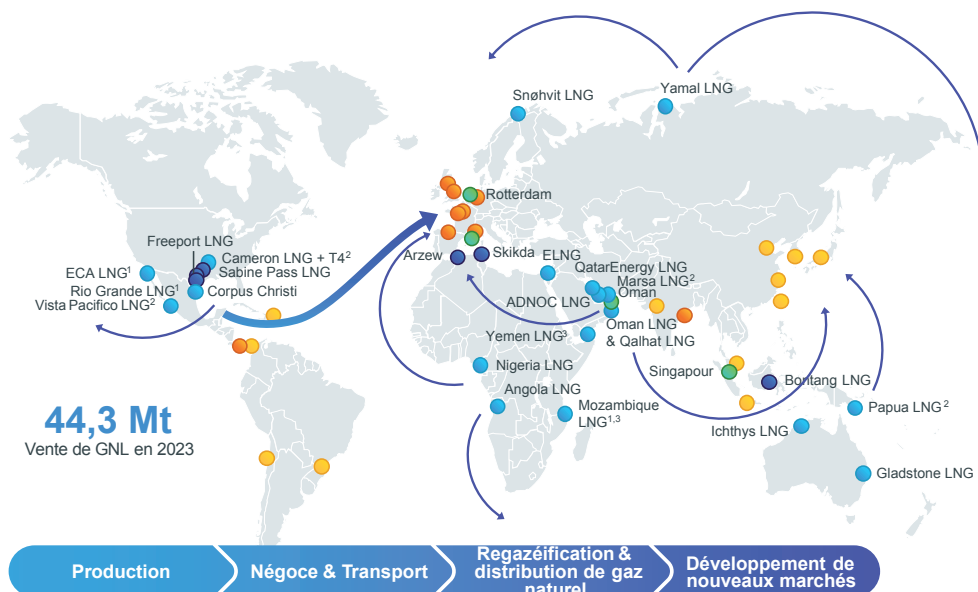 Snøhvit LNG
Yamal LNG
Rotterdam
Freeport LNG
Cameron LNG + T4²
Sabine Pass LNG
ECA LNG¹
Rio Grande LNG¹
Corpus Christi
Vista Pacifico LNG²
Arzew
Skikda
ELNG
QatarEnergy LNG
Marsa LNG²
Oman
ADNOC LNG
Oman LNG
& Qalhat LNG
Yemen LNG³
Nigeria LNG
Angola LNG
Mozambique
LNG¹,³
Singapour
Bontang LNG
Papua LNG²
Ichthys LNG
Gladstone LNG
44,3 Mt
Vente de GNL en 2023
Production
Négoce & Transport
Regazéification &
distribution de gaz
naturel
Développement de
nouveaux marchés